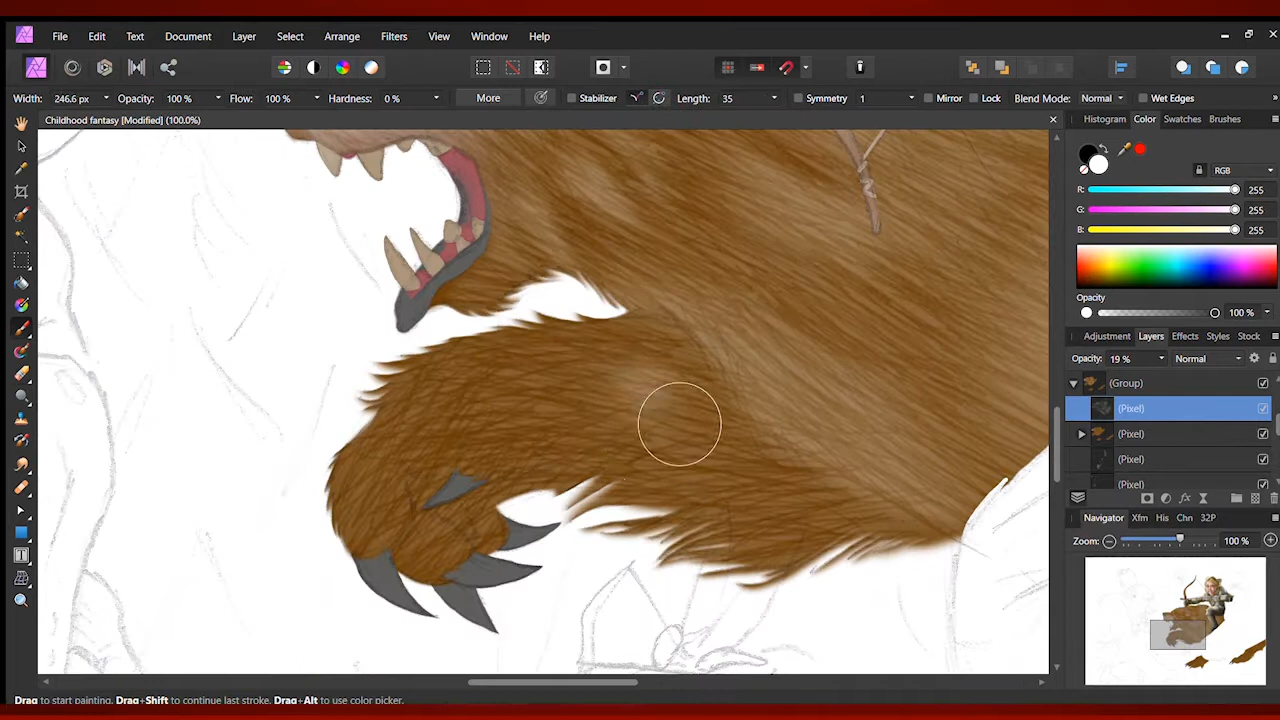 File Edit Text Document Layer Select Arrange Filters View Window Help
Width: 246.6 px Opacity: 100 % Flow: 100 % Hardness: 0 % More Stabilizer Length: 35 Symmetry 1 Mirror Lock Blend Mode: Normal Wet Edges
Childhood fantasy [Modified] (100.0%)
Histogram Color Swatches Brushes
RGB
R: 255
G: 255
B: 255
Opacity
100 %
Adjustment Layers Effects Styles Stock
Opacity: 19 % Normal
(Group)
(Pixel)
(Pixel)
(Pixel)
(Pixel)
Navigator Xfm His Chn 32P
Zoom: 100 %
Drag to start painting. Drag+Shift to continue last stroke. Drag+Alt to use color picker.